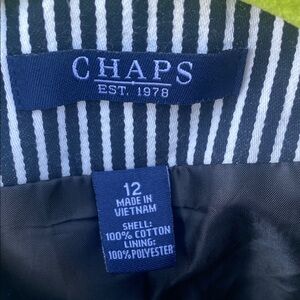 CHAPS
EST. 1978
12
MADE IN
VIETNAM
SHELL:
100% COTTON
LINING:
100% POLYESTER